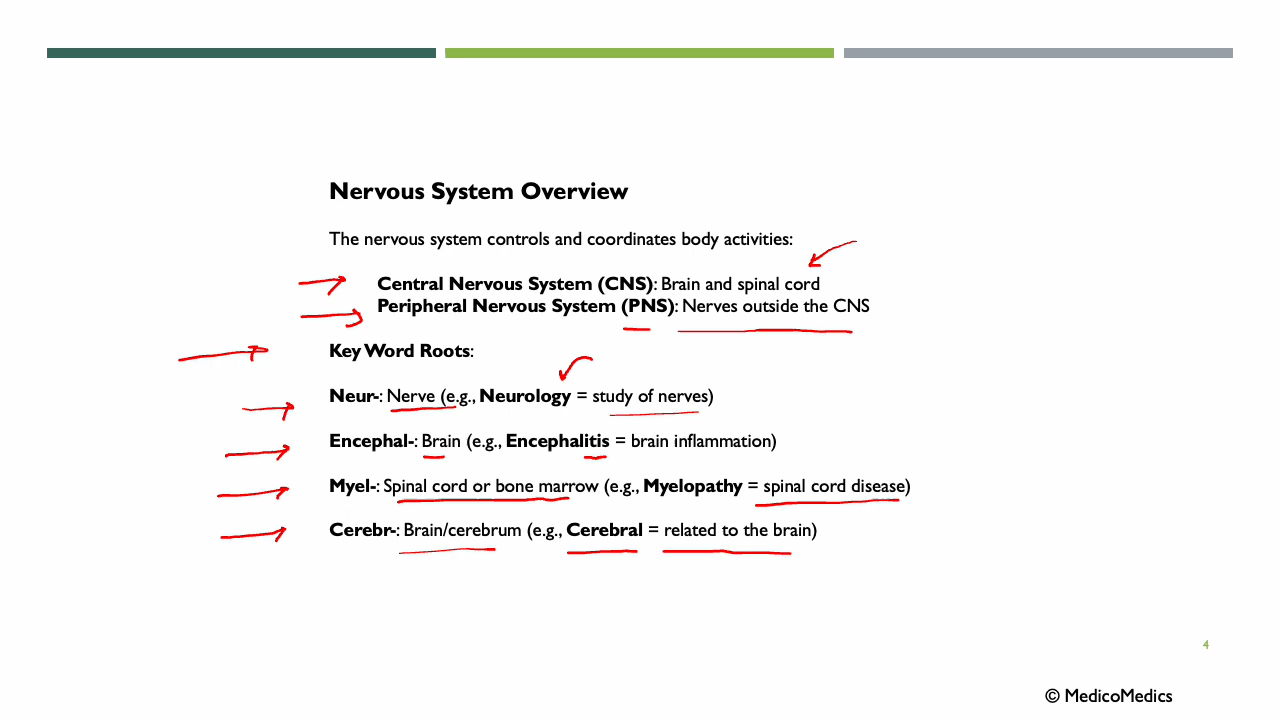 Nervous System Overview
The nervous system controls and coordinates body activities:
Central Nervous System (CNS): Brain and spinal cord
Peripheral Nervous System (PNS): Nerves outside the CNS
Key Word Roots:
Neur-: Nerve (e.g., Neurology = study of nerves)
Encephal-: Brain (e.g., Encephalitis = brain inflammation)
Myel-: Spinal cord or bone marrow (e.g., Myelopathy = spinal cord disease)
Cerebr-: Brain/cerebrum (e.g., Cerebral = related to the brain)
4
© MedicoMedics